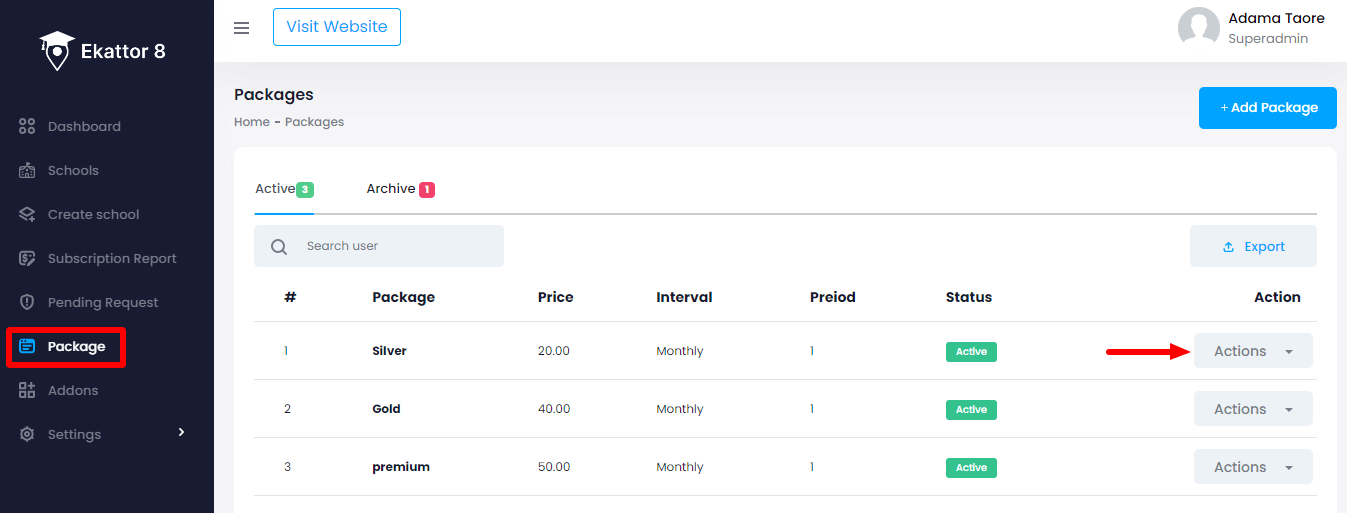 Ekattor 8
Dashboard
Schools
Create school
Subscription Report
Pending Request
Package
Addons
Settings
Visit Website
Adama Taore
Superadmin
Packages
Home - Packages
+ Add Package
Active 3 Archive 1
Search user
Export
# Package Price Interval Preiod Status Action
1 Silver 20.00 Monthly 1 Active Actions
2 Gold 40.00 Monthly 1 Active Actions
3 premium 50.00 Monthly 1 Active Actions